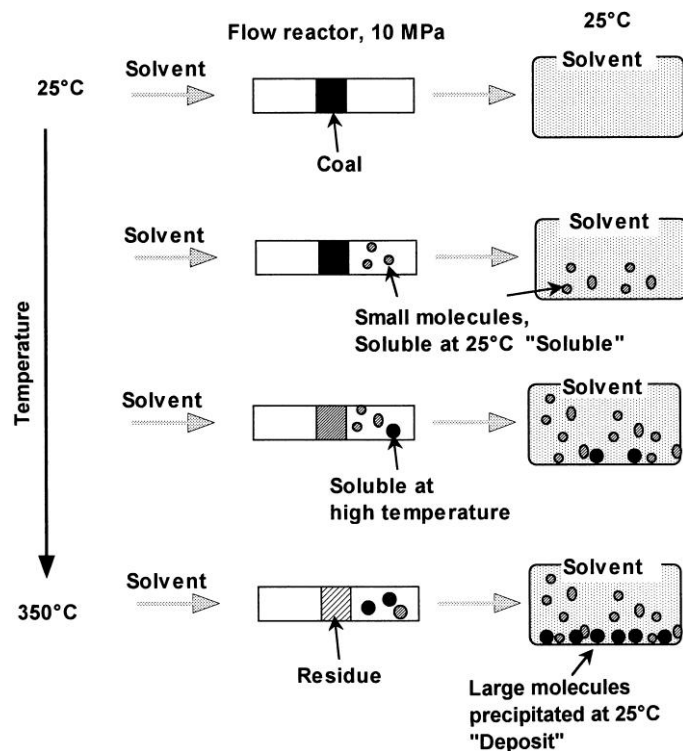 Flow reactor, 10 MPa
25°C
25°C
Solvent
Solvent
Coal
Temperature
Solvent
Solvent
Small molecules,
Soluble at 25°C "Soluble"
Solvent
Solvent
Soluble at
high temperature
350°C
Solvent
Solvent
Residue
Large molecules
precipitated at 25°C
"Deposit"